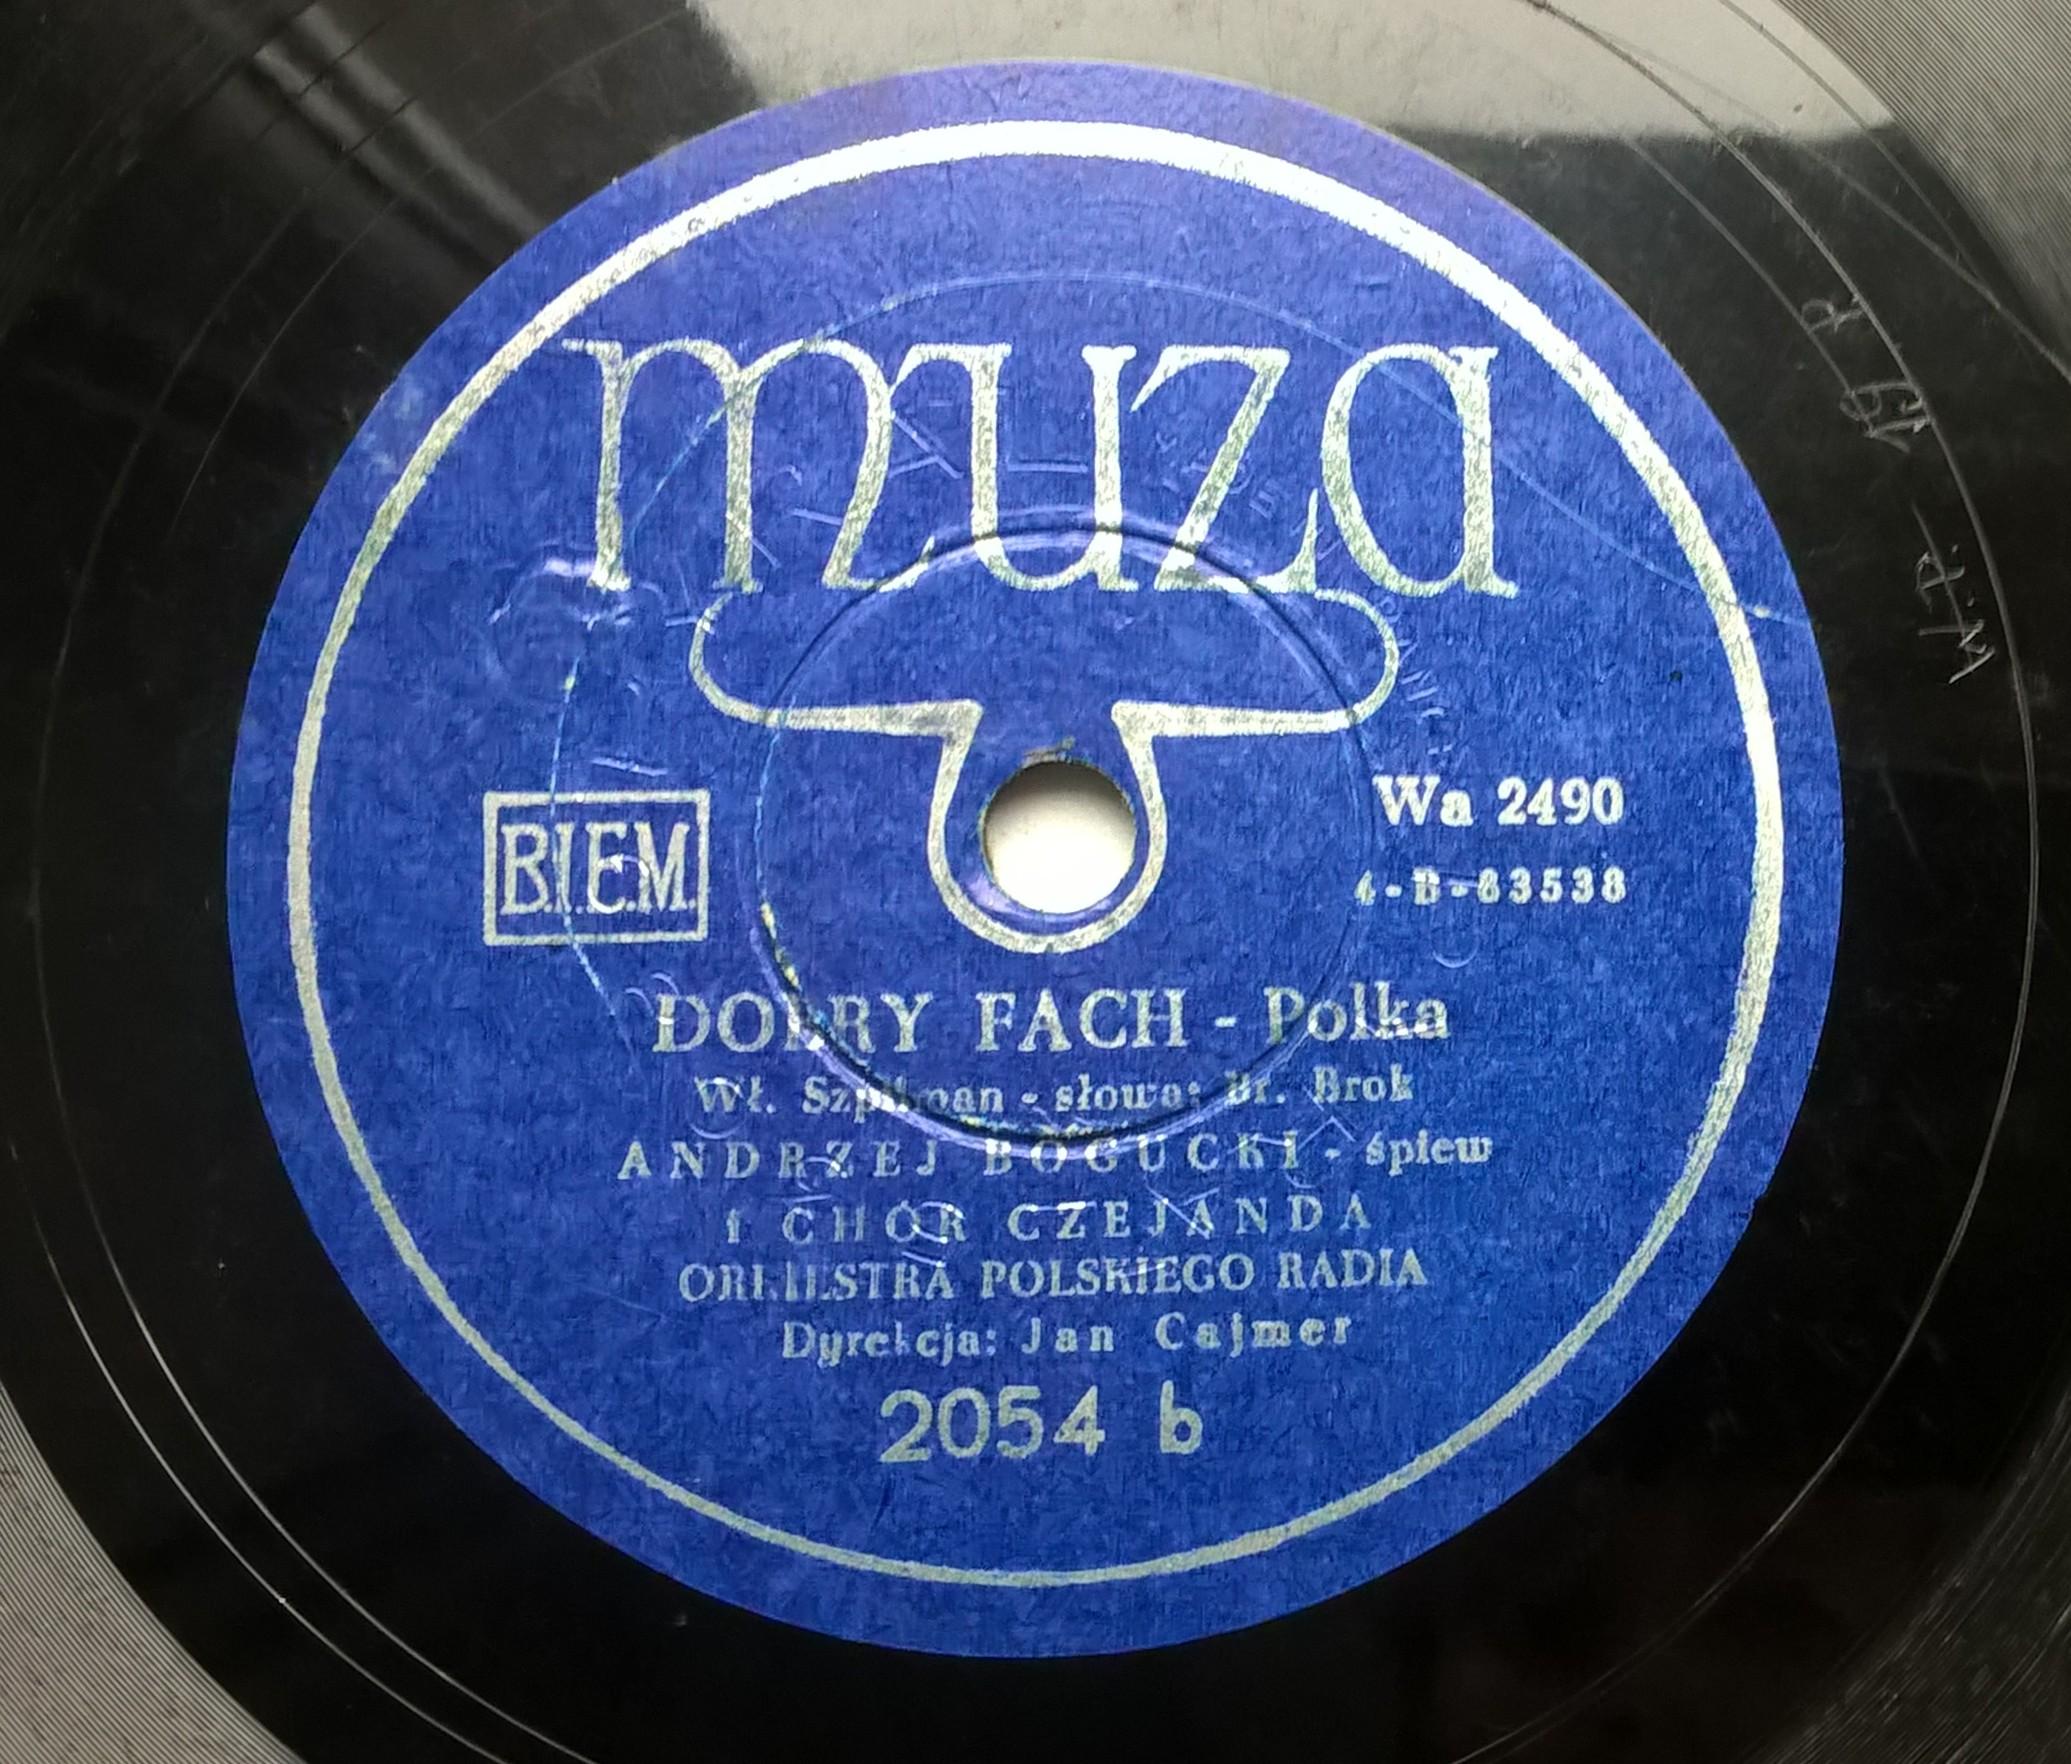 muza
B.I.E.M.
Wa 2490
4-B-83538
DOBRY FACH - Polka
Wł. Szpilman - słowa: Br. Brok
ANDRZEJ BOGUCKI - śpiew
i CHÓR CZEJANDA
ORKIESTRA POLSKIEGO RADIA
Dyrekcja: Jan Cajmer
2054 b